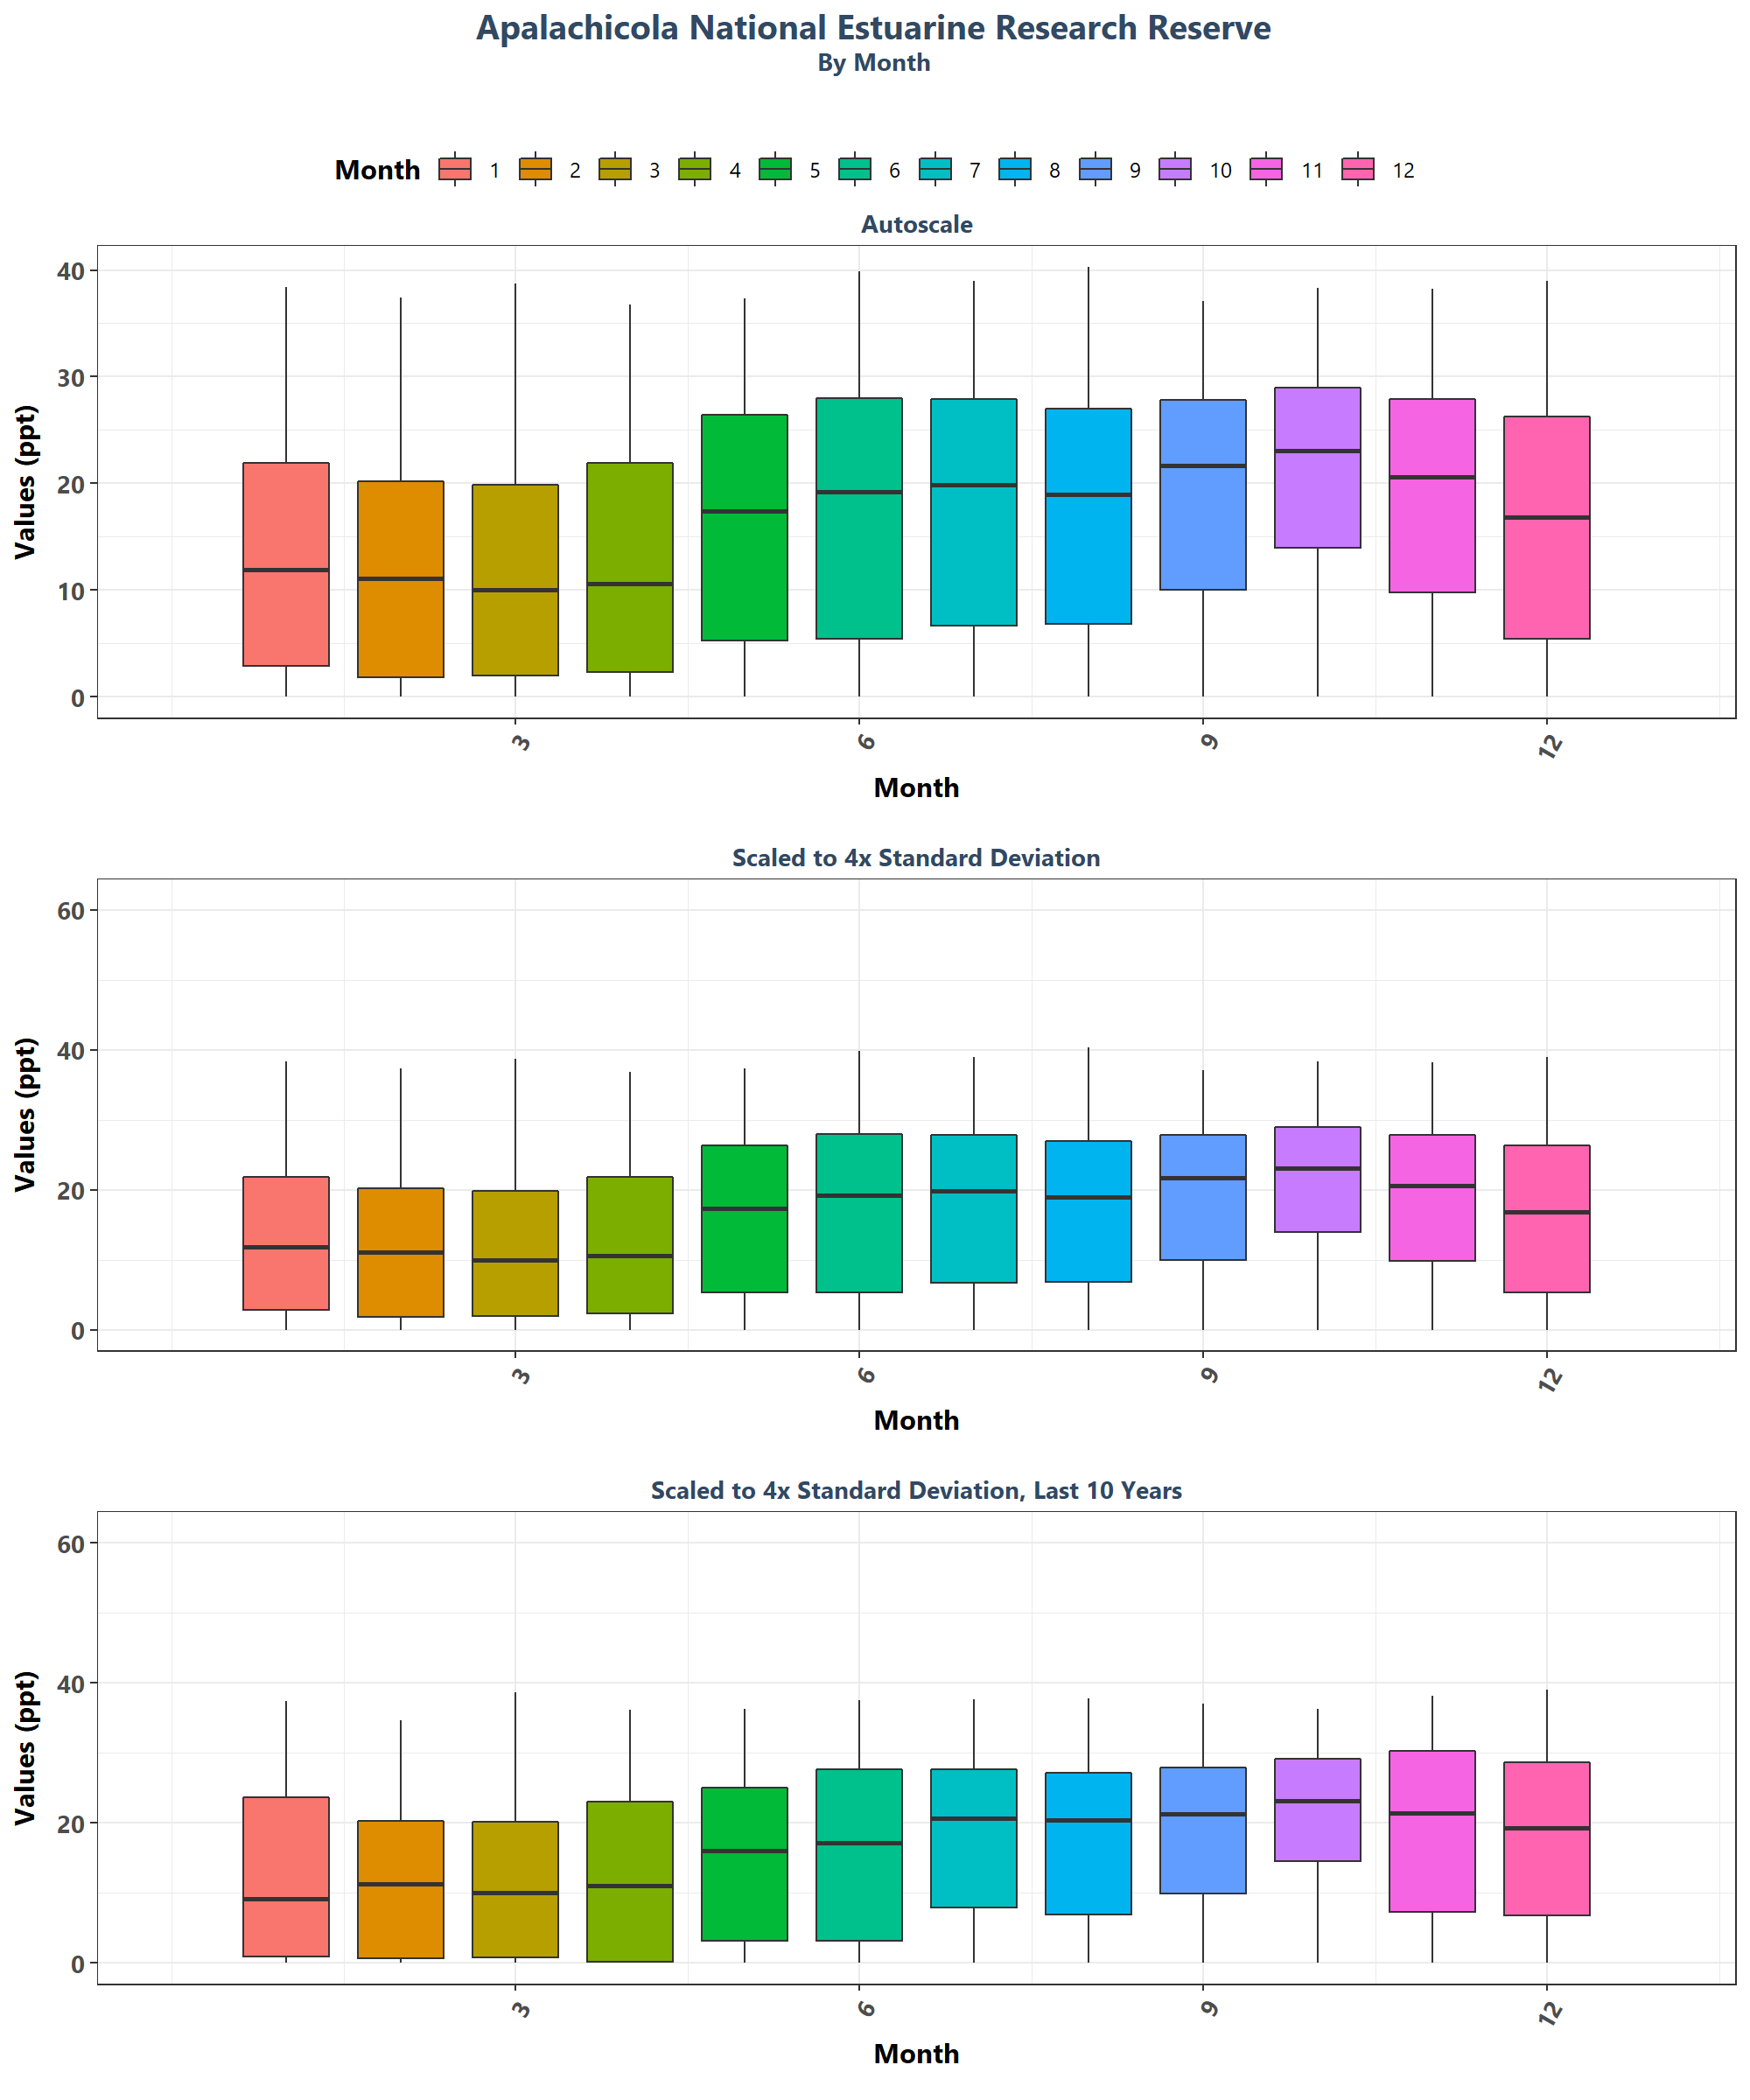 Apalachicola National Estuarine Research Reserve
By Month
Month 1 2 3 4 5 6 7 8 9 10 11 12
Autoscale
Values (ppt)
40
30
20
10
0
3 6 9 12
Month
Scaled to 4x Standard Deviation
Values (ppt)
60
40
20
0
3 6 9 12
Month
Scaled to 4x Standard Deviation, Last 10 Years
Values (ppt)
60
40
20
0
3 6 9 12
Month